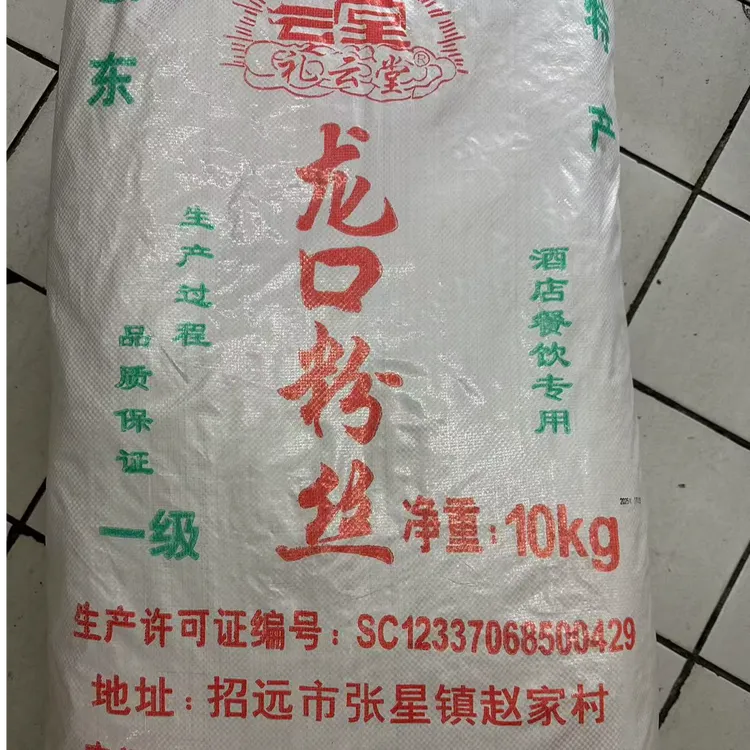 云星
礼云堂®
东
产
龙口粉丝
生产过程
品质保证
一级
酒店餐饮专用
净重：10kg
生产许可证编号：SC12337068500429
地址：招远市张星镇赵家村